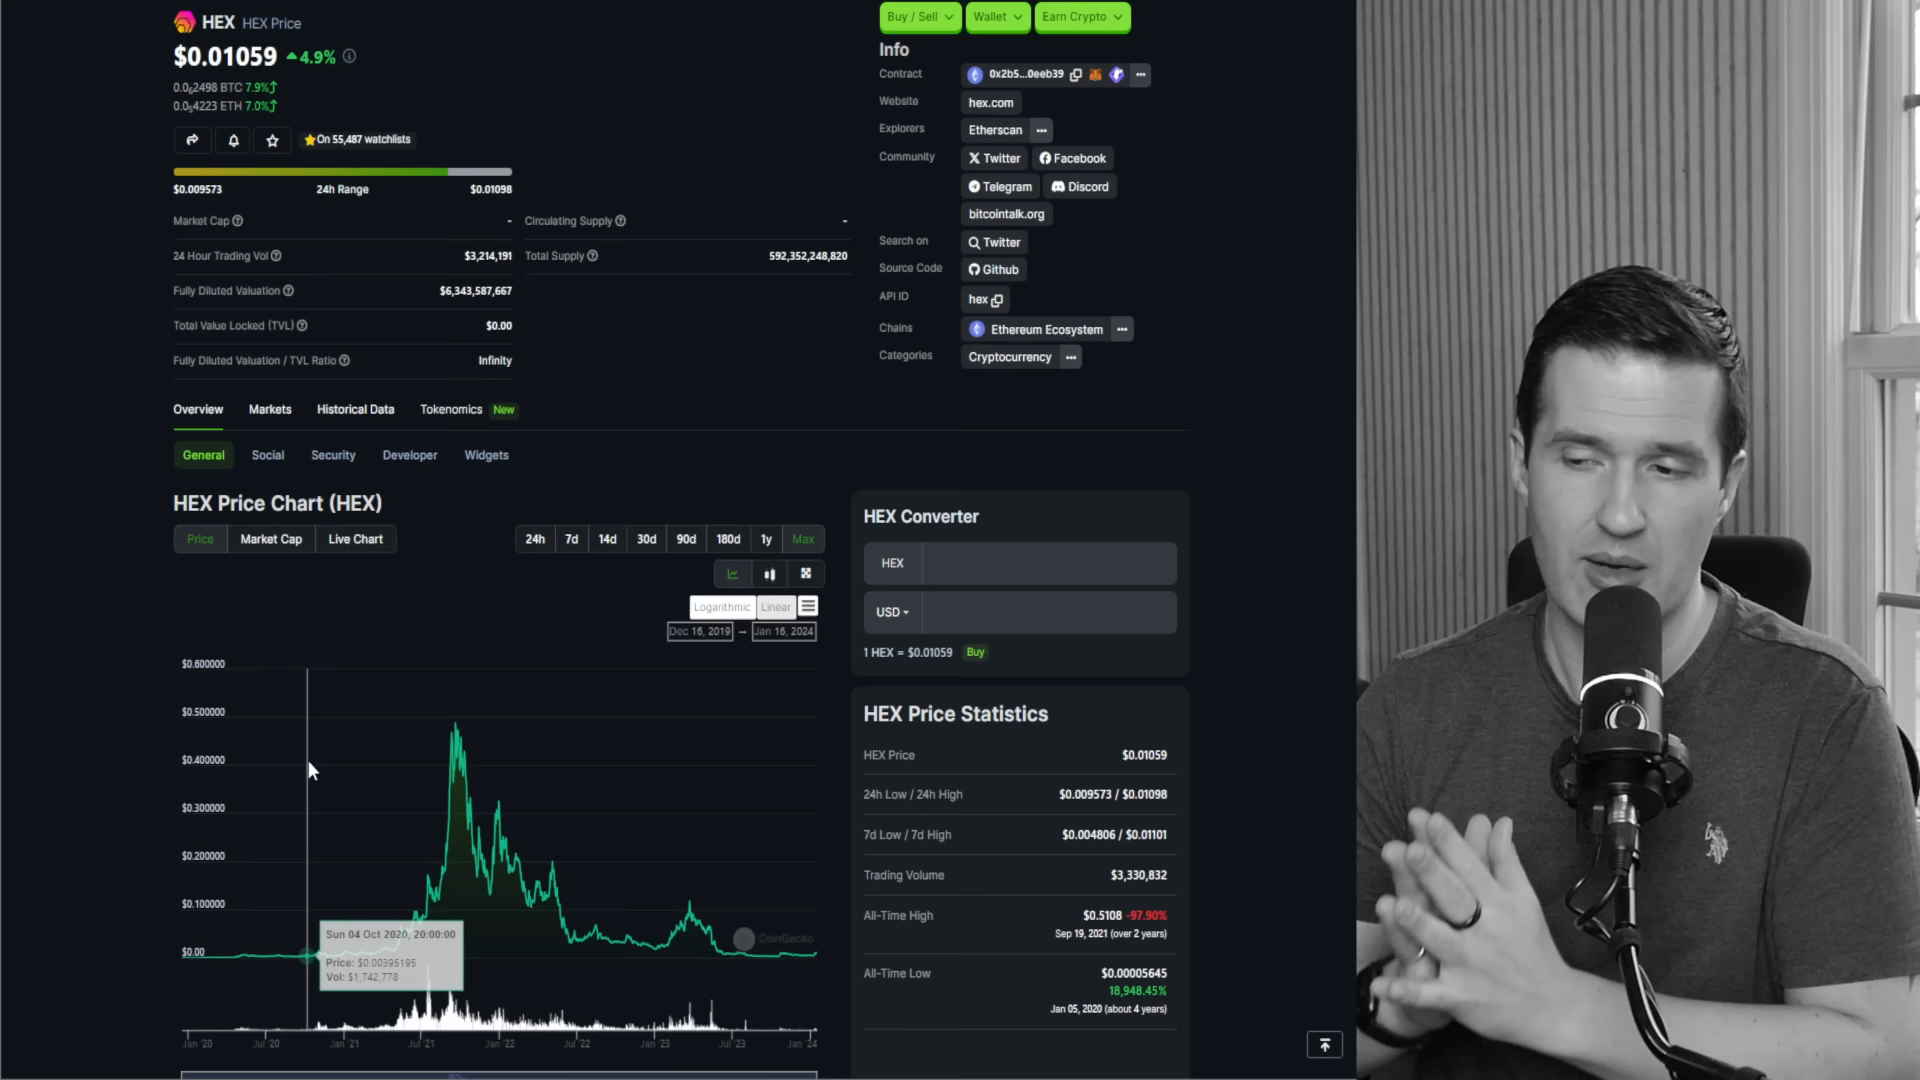 HEX HEX Price
$0.01059 4.9%
0.0₆2498 BTC 7.9%
0.0₅4223 ETH 7.0%
On 55,487 watchlists
$0.009573 24h Range $0.01098
Market Cap -
Circulating Supply -
24 Hour Trading Vol $3,214,191
Total Supply 592,352,248,820
Fully Diluted Valuation $6,343,587,667
Total Value Locked (TVL) $0.00
Fully Diluted Valuation / TVL Ratio Infinity
Buy / Sell Wallet Earn Crypto
Info
Contract 0x2b5...0eeb39
Website hex.com
Explorers Etherscan
Community Twitter Facebook
Telegram Discord
bitcointalk.org
Search on Twitter
Source Code Github
API ID hex
Chains Ethereum Ecosystem
Categories Cryptocurrency
Overview Markets Historical Data Tokenomics New
General Social Security Developer Widgets
HEX Price Chart (HEX)
Price Market Cap Live Chart
24h 7d 14d 30d 90d 180d 1y Max
Logarithmic Linear
Dec 16, 2019 → Jan 16, 2024
$0.600000
$0.500000
$0.400000
$0.300000
$0.200000
$0.100000
$0.00
CoinGecko
Sun 04 Oct 2020, 20:00:00
Price: $0.00395195
Vol: $1,742,778
Jan '20 Jul '20 Jan '21 Jul '21 Jan '22 Jul '22 Jan '23 Jul '23 Jan '24
HEX Converter
HEX
USD
1 HEX = $0.01059 Buy
HEX Price Statistics
HEX Price $0.01059
24h Low / 24h High $0.009573 / $0.01098
7d Low / 7d High $0.004806 / $0.01101
Trading Volume $3,330,832
All-Time High $0.5108 -97.90%
Sep 19, 2021 (over 2 years)
All-Time Low $0.00005645
18,948.45%
Jan 05, 2020 (about 4 years)